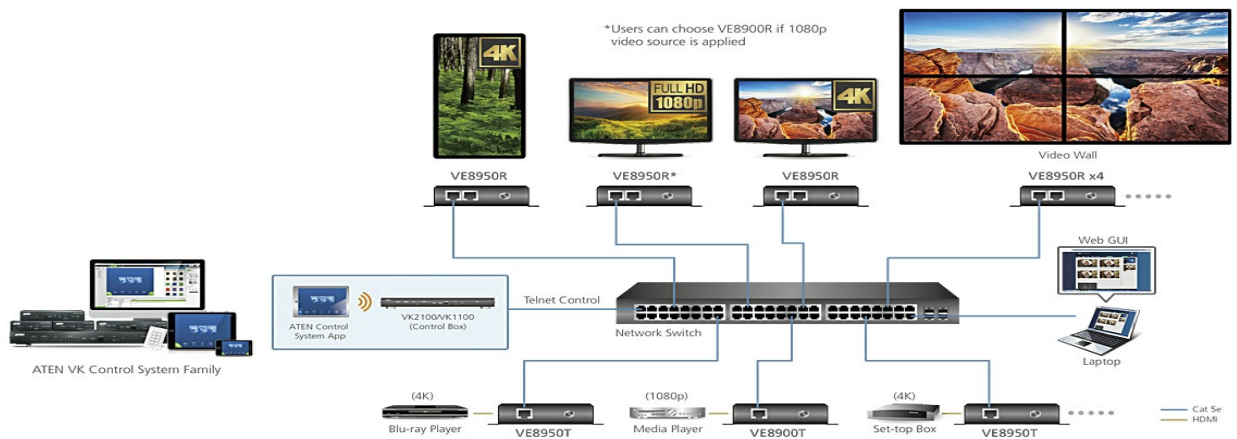 *Users can choose VE8900R if 1080p
video source is applied
4K
FULL HD
1080p
4K
Video Wall
VE8950R
VE8950R*
VE8950R
VE8950R x4
Web GUI
Telnet Control
ATEN Control
System App
VK2100/VK1100
(Control Box)
Network Switch
Laptop
ATEN VK Control System Family
(4K)
Blu-ray Player
VE8950T
(1080p)
Media Player
VE8900T
(4K)
Set-top Box
VE8950T
Cat 5e
HDMI